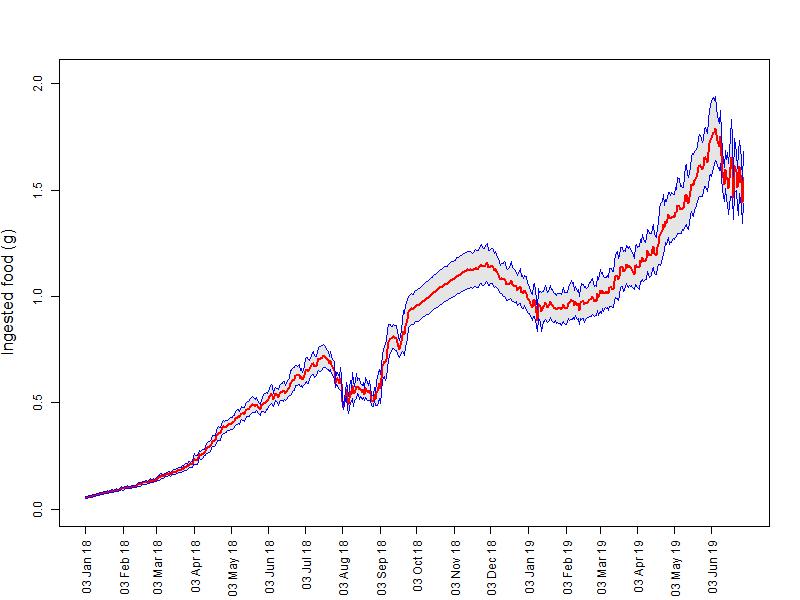 Ingested food (g)
2.0
1.5
1.0
0.5
0.0
03 Jan 18
03 Feb 18
03 Mar 18
03 Apr 18
03 May 18
03 Jun 18
03 Jul 18
03 Aug 18
03 Sep 18
03 Oct 18
03 Nov 18
03 Dec 18
03 Jan 19
03 Feb 19
03 Mar 19
03 Apr 19
03 May 19
03 Jun 19